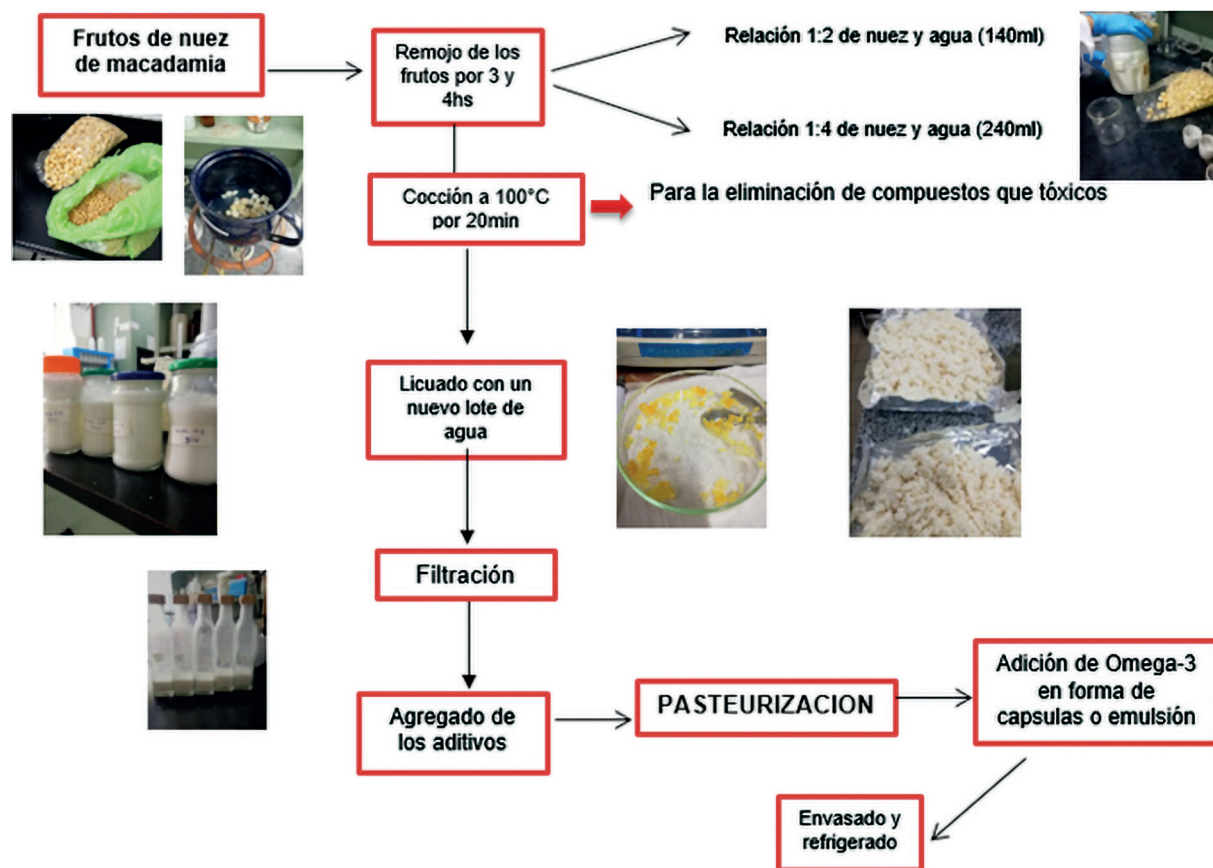 Frutos de nuez
de macadamia
Remojo de los
frutos por 3 y
4hs
Relación 1:2 de nuez y agua (140ml)
Relación 1:4 de nuez y agua (240ml)
Cocción a 100°C
por 20min
Para la eliminación de compuestos que tóxicos
Licuado con un
nuevo lote de
agua
Filtración
Agregado de
los aditivos
PASTEURIZACION
Adición de Omega-3
en forma de
capsulas o emulsión
Envasado y
refrigerado